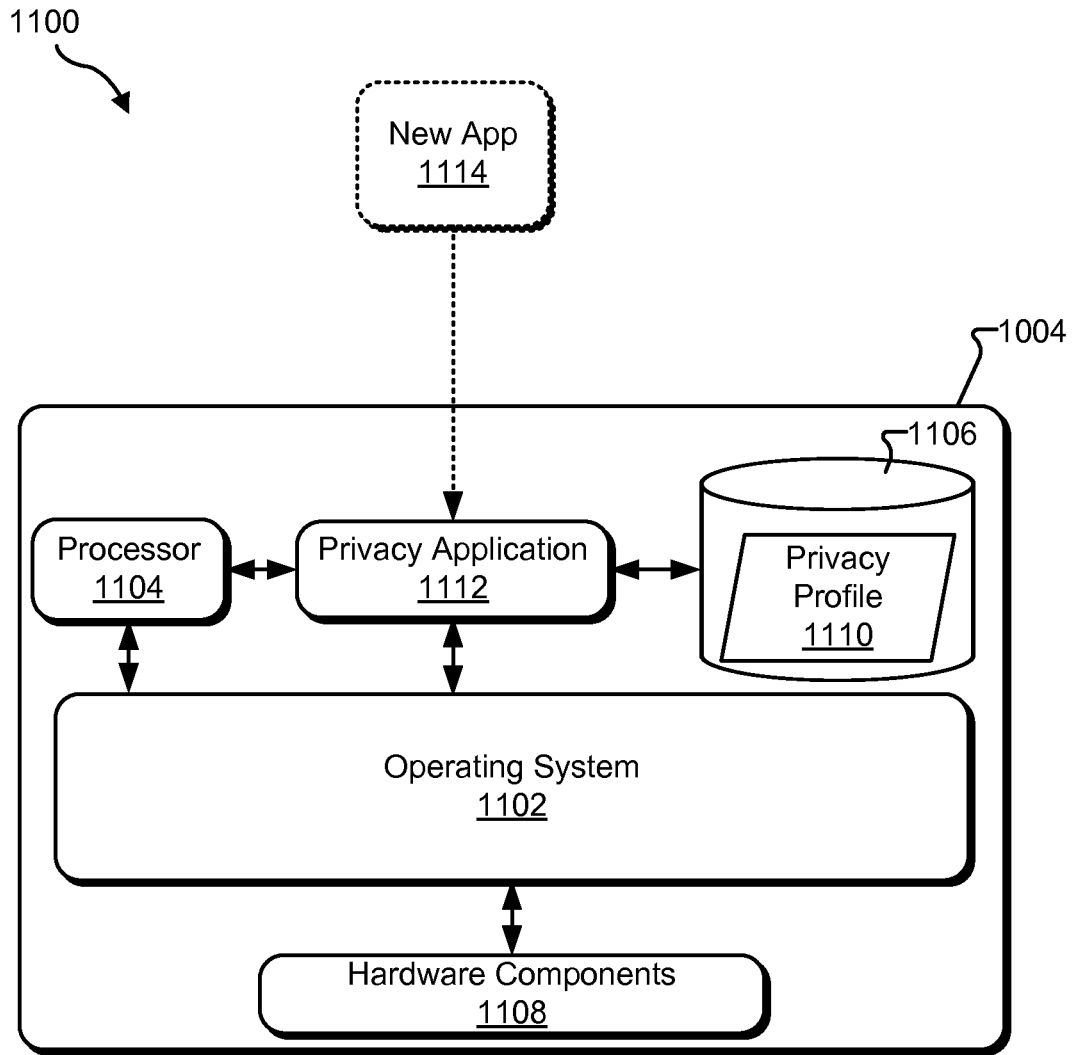 1100
New App
1114
1004
1106
Processor
1104
Privacy Application
1112
Privacy
Profile
1110
Operating System
1102
Hardware Components
1108